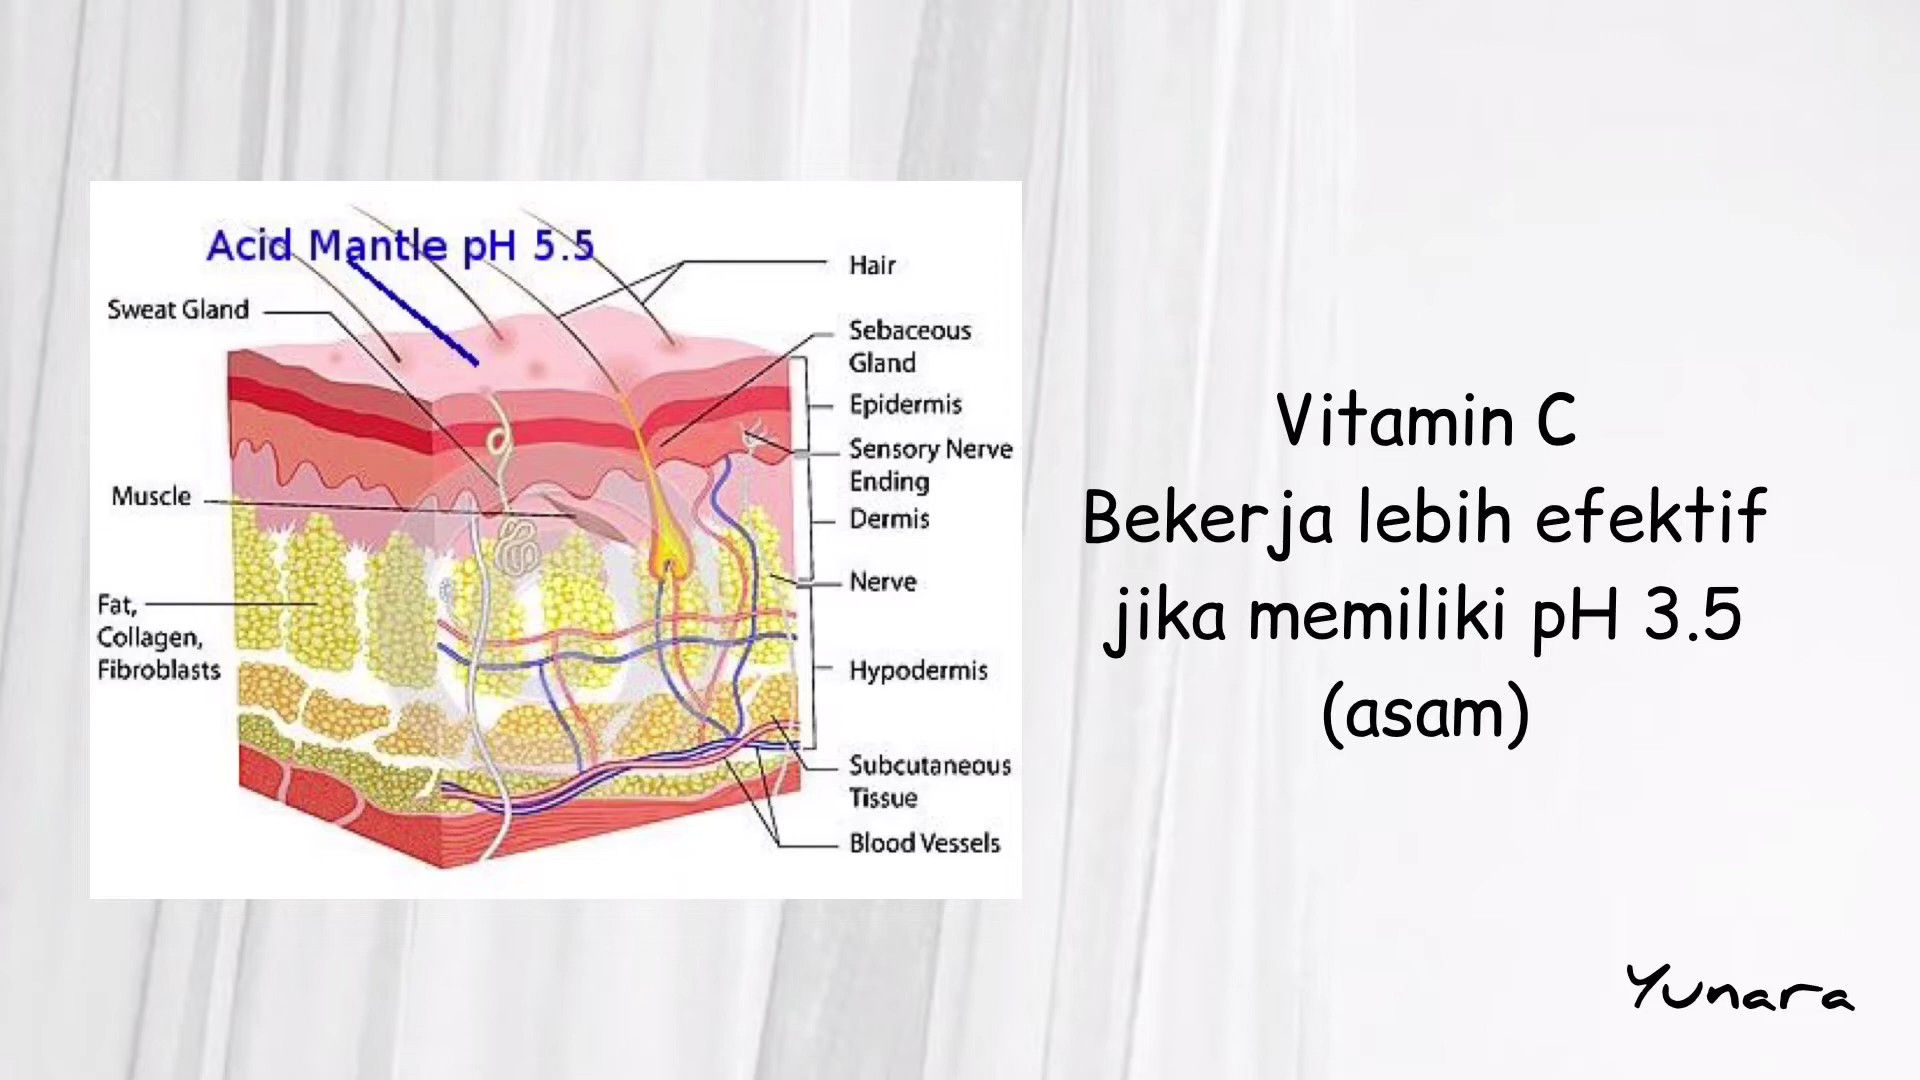 Acid Mantle pH 5.5
Sweat Gland
Muscle
Fat,
Collagen,
Fibroblasts
Hair
Sebaceous
Gland
Epidermis
Sensory Nerve
Ending
Dermis
Nerve
Hypodermis
Subcutaneous
Tissue
Blood Vessels
Vitamin C
Bekerja lebih efektif
jika memiliki pH 3.5
(asam)
Yunara